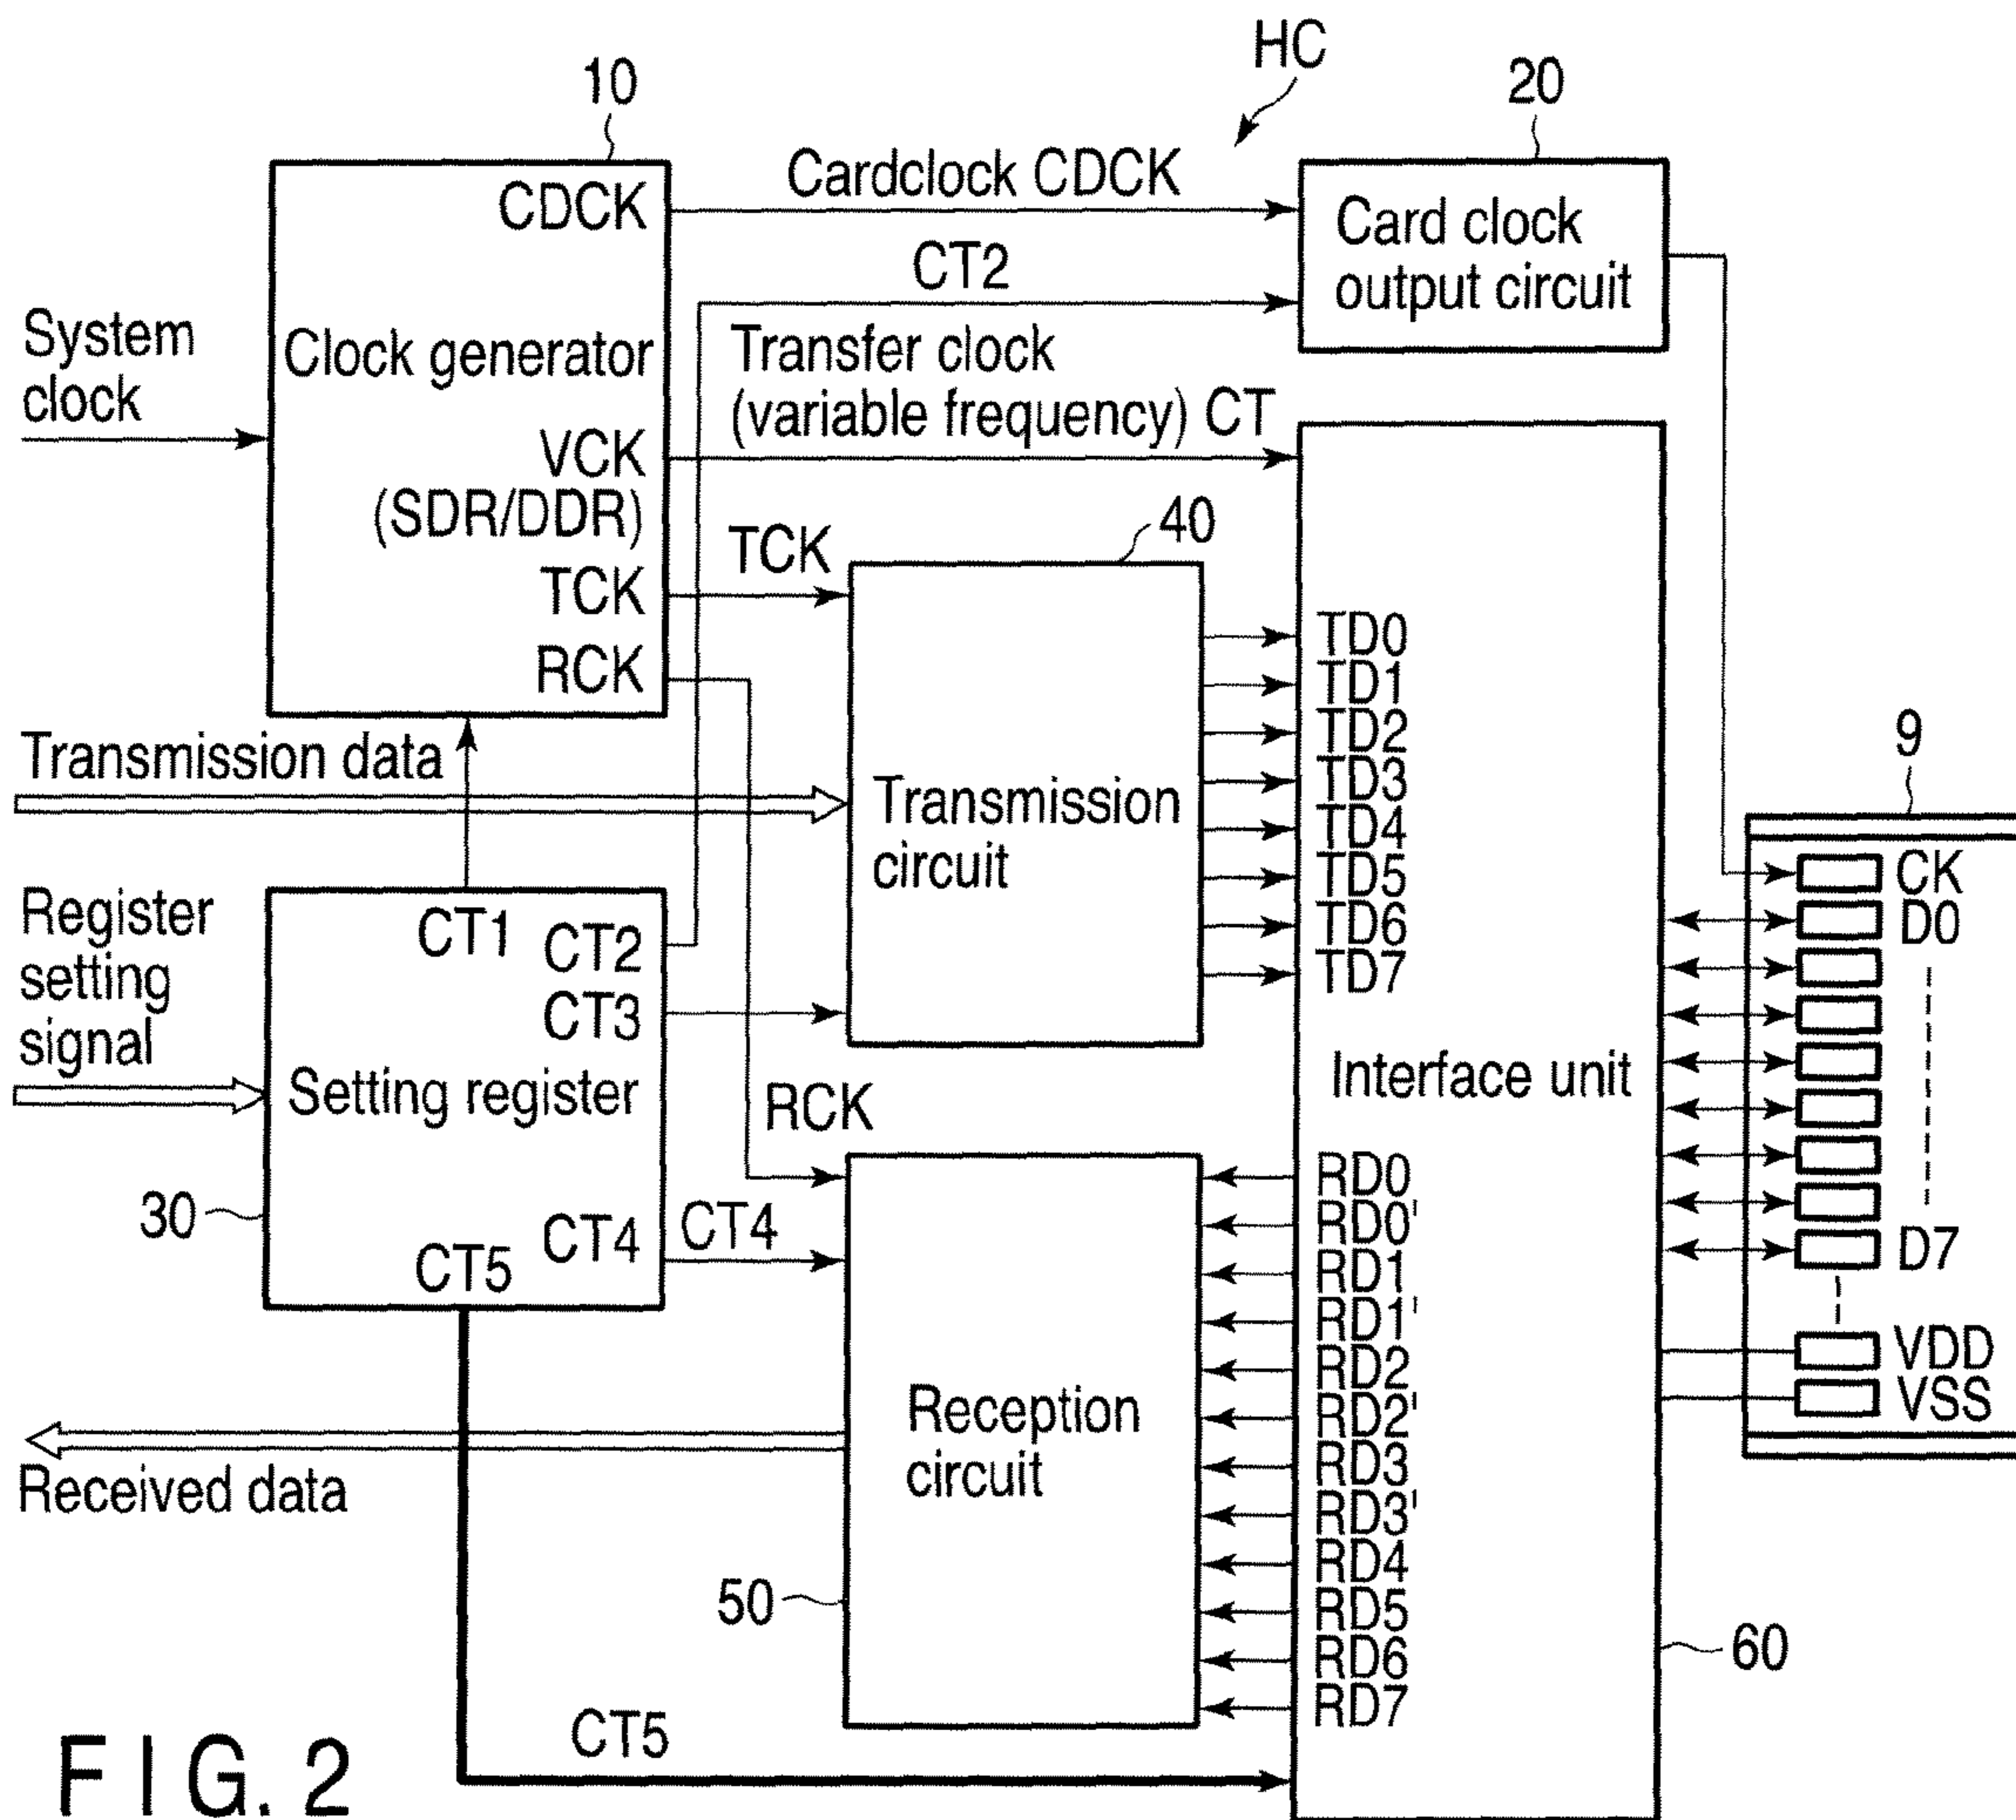 HC
10
20
CDCK
Cardclock CDCK
Card clock
output circuit
CT2
System
clock
Clock generator
Transfer clock
(variable frequency) CT
VCK
(SDR/DDR)
TCK
TCK
40
RCK
TD0
TD1
TD2
TD3
TD4
TD5
TD6
TD7
Transmission data
Transmission
circuit
9
CK
D0
D7
VDD
VSS
Register
setting
signal
CT1
CT2
CT3
Setting register
Interface unit
RCK
30
CT4
CT4
CT5
RD0
RD0'
RD1
RD1'
RD2
RD2'
RD3
RD3'
RD4
RD5
RD6
RD7
Reception
circuit
Received data
50
60
CT5
FIG. 2